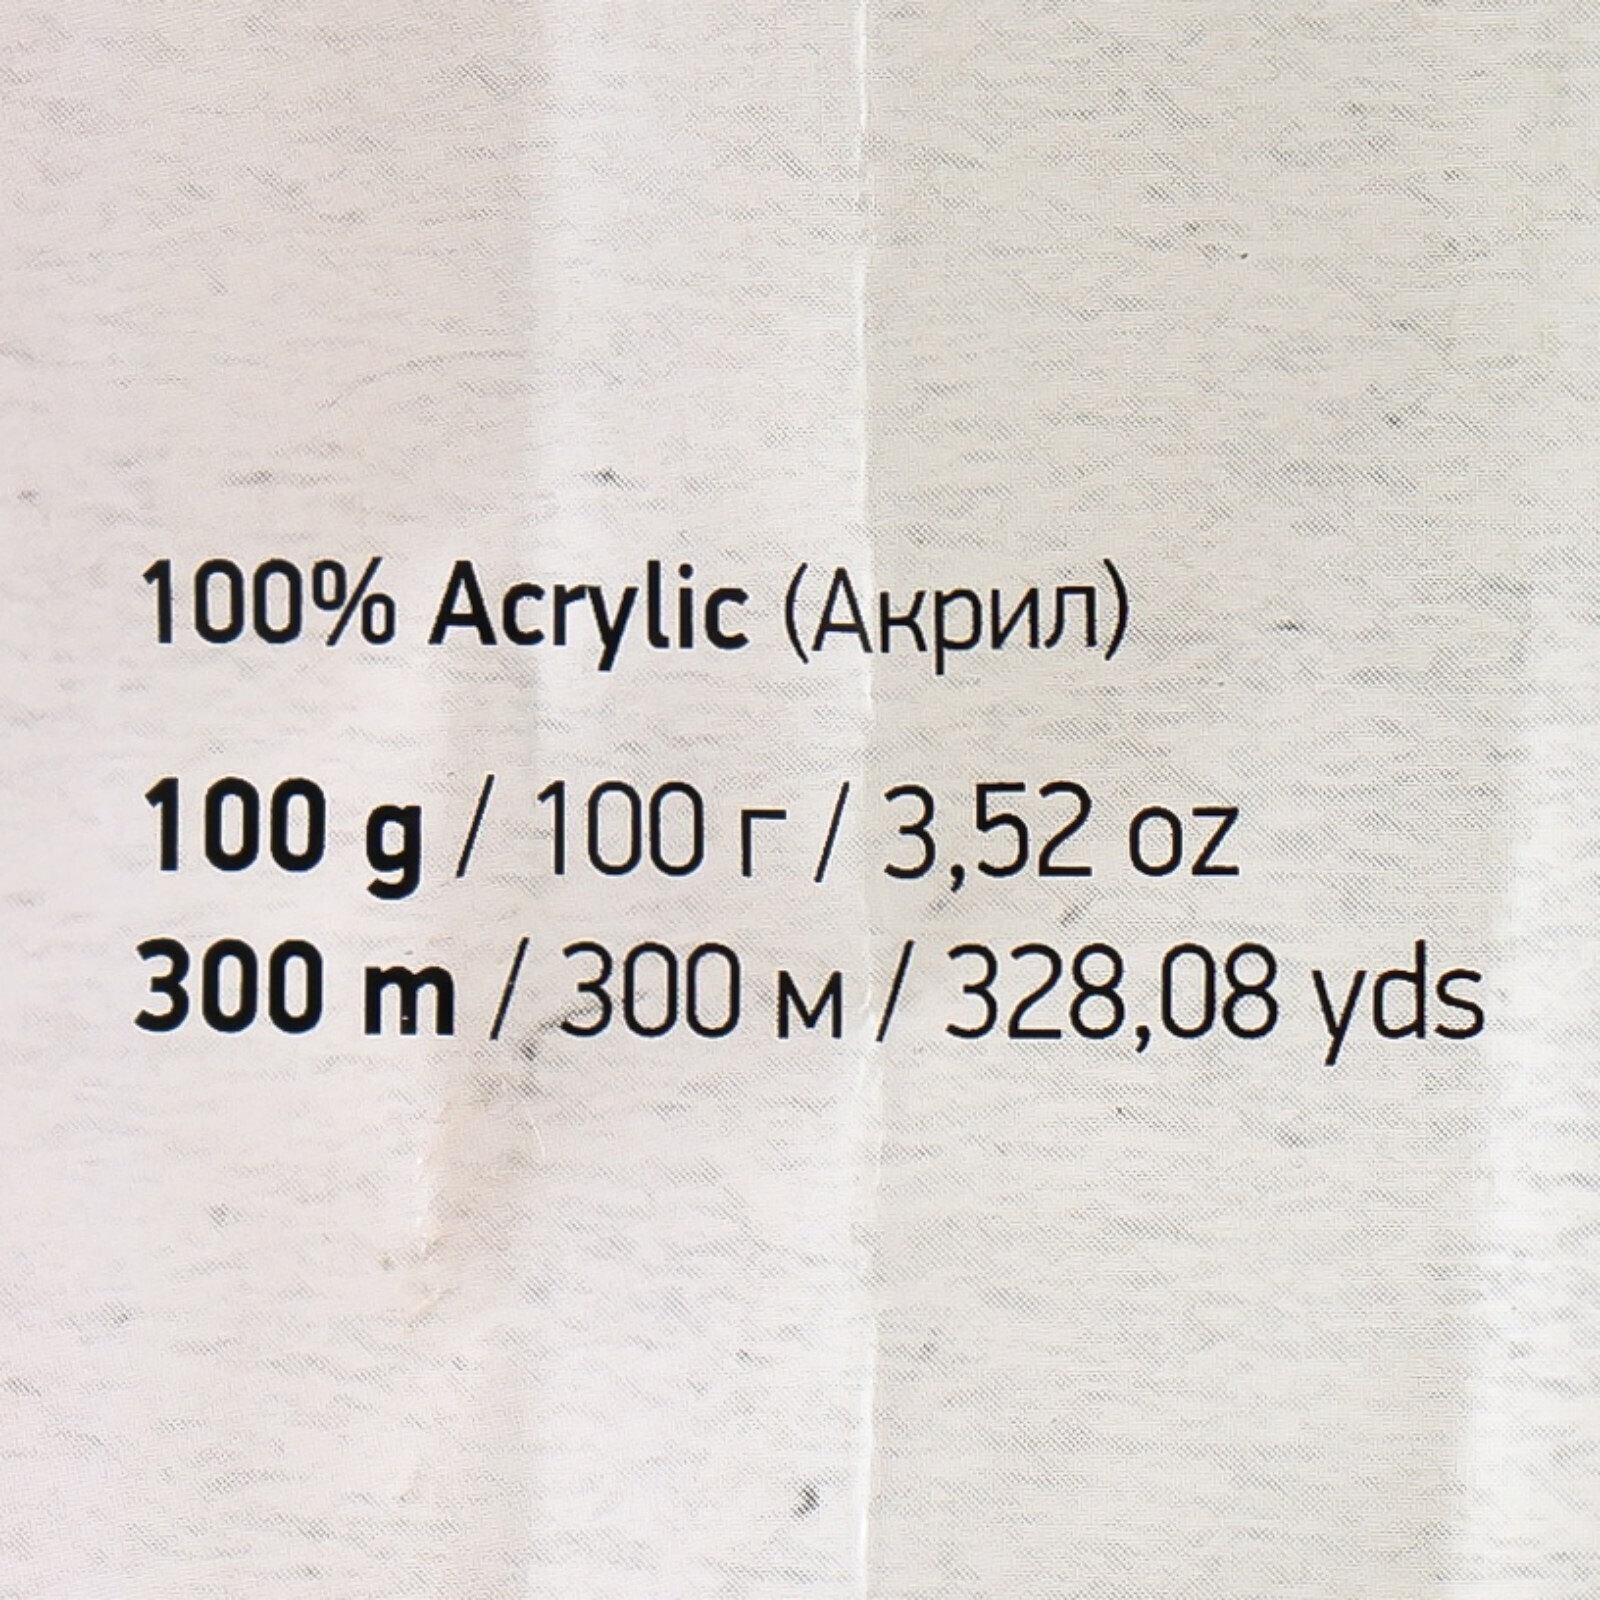 100% Acrylic (Акрил)
100 g / 100 г / 3,52 oz
300 m / 300 м / 328,08 yds